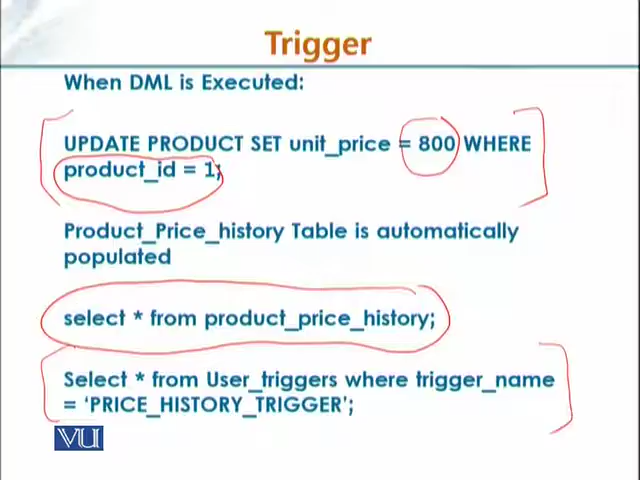 Trigger
When DML is Executed:
UPDATE PRODUCT SET unit_price = 800 WHERE
product_id = 1;
Product_Price_history Table is automatically
populated
select * from product_price_history;
Select * from User_triggers where trigger_name
= ‘PRICE_HISTORY_TRIGGER’;
VU